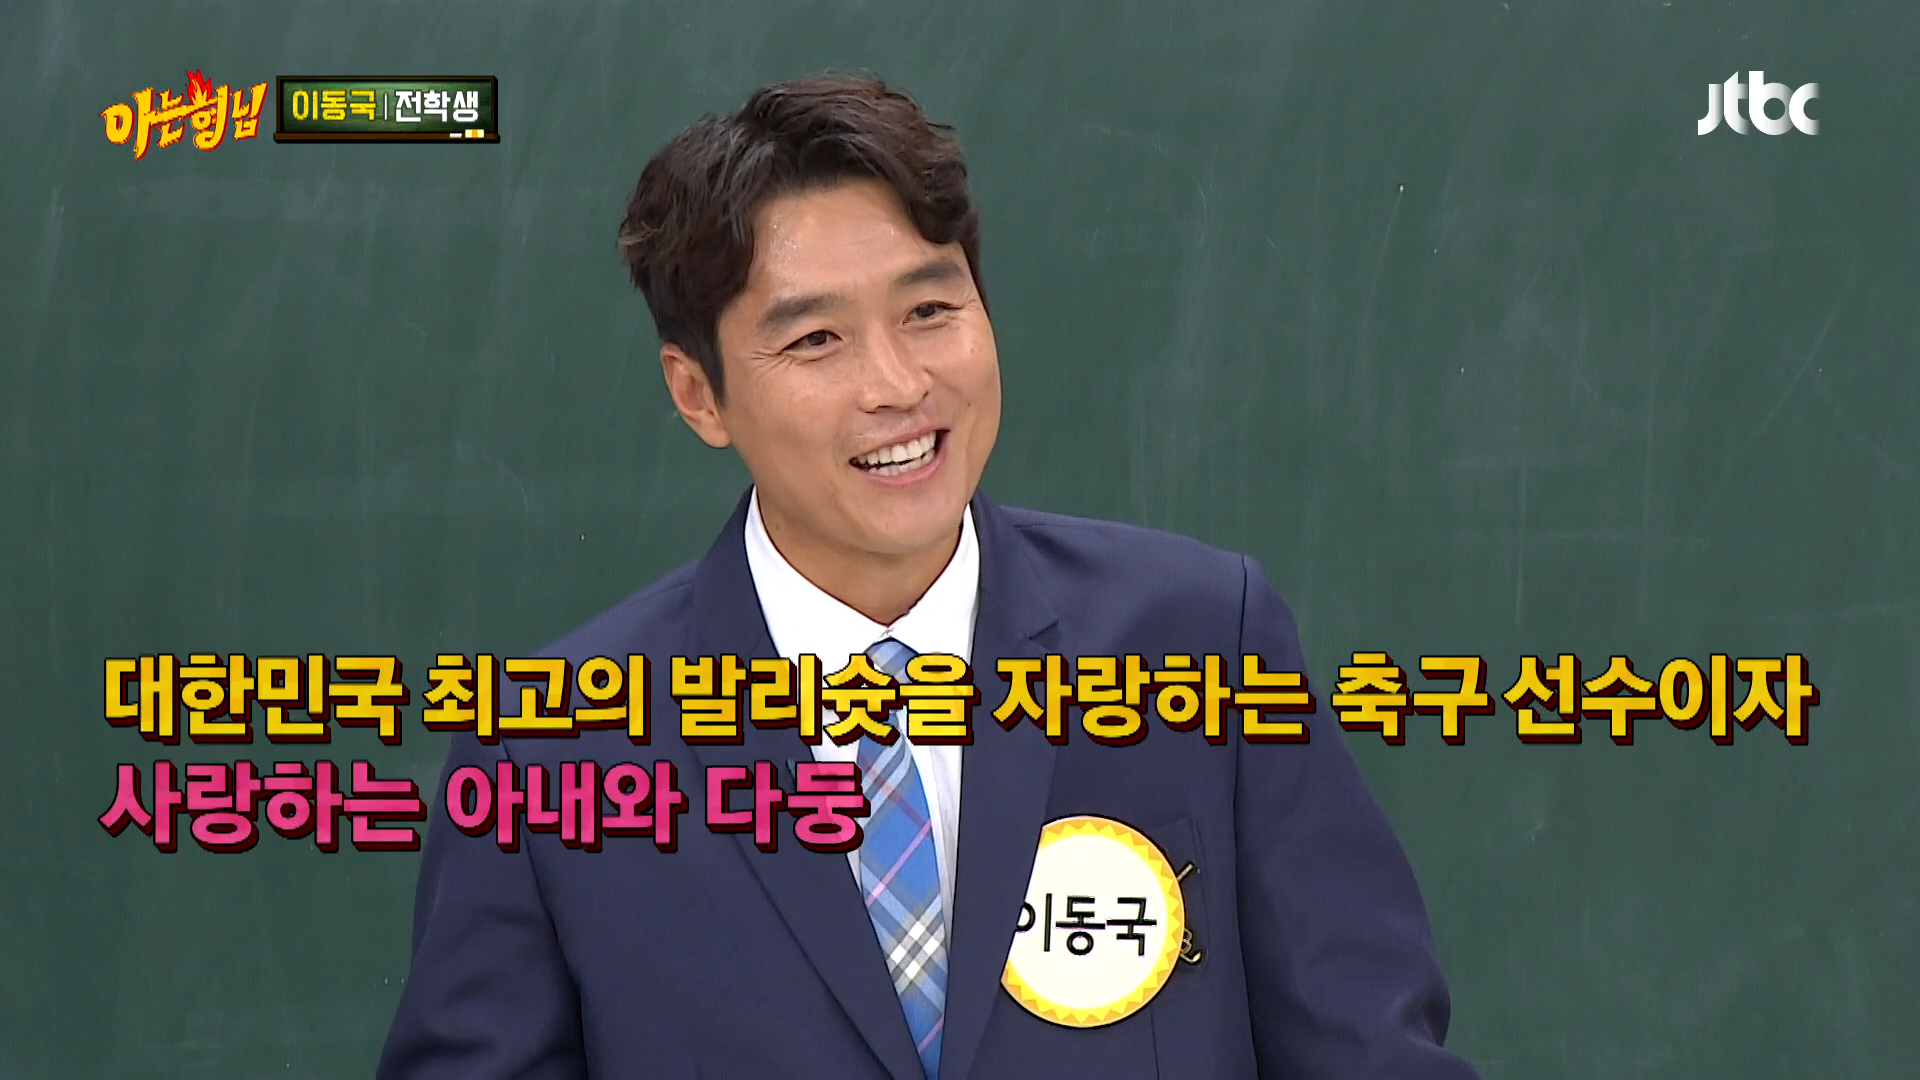 아는형님
이동국 | 전학생
jtbc
대한민국 최고의 발리슛을 자랑하는 축구 선수이자
사랑하는 아내와 다둥
이동국